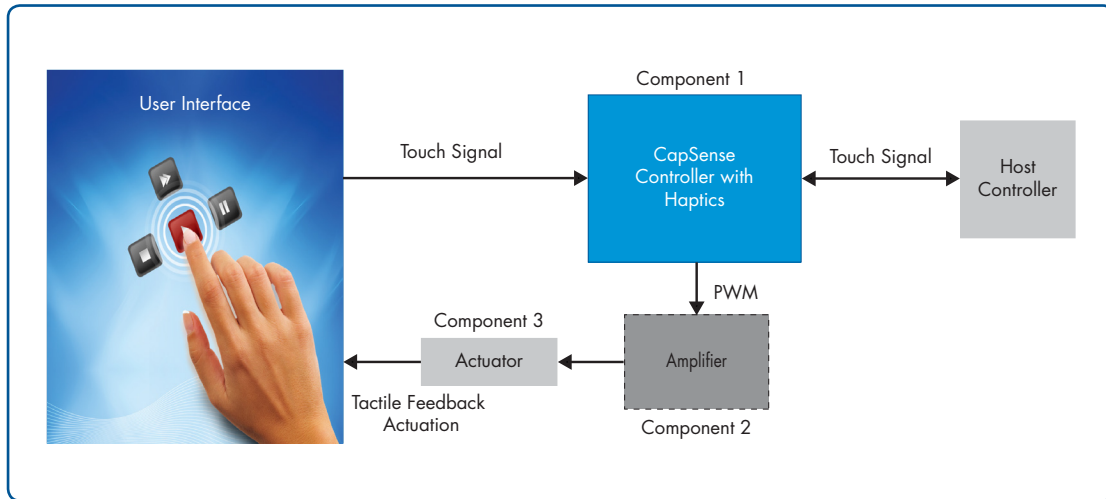 User Interface
Touch Signal
Component 1
CapSense
Controller with
Haptics
Touch Signal
Host
Controller
PWM
Component 3
Actuator
Amplifier
Tactile Feedback
Actuation
Component 2